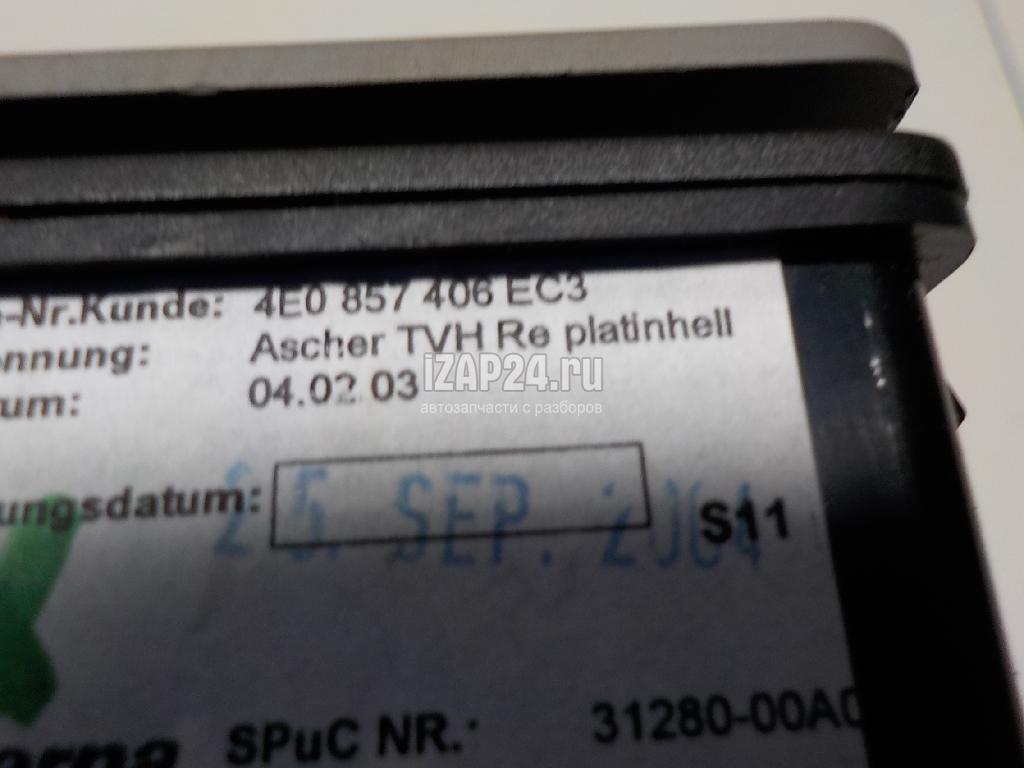 -Nr.Kunde: 4E0 857 406 EC3
nnung: Ascher TVH Re platinhell
um: 04.02.03
iZAP24.ru
автозапчасти с разборов
ungsdatum: 25. SEP. 2004 S11
SPuC NR.: 31280-00A0